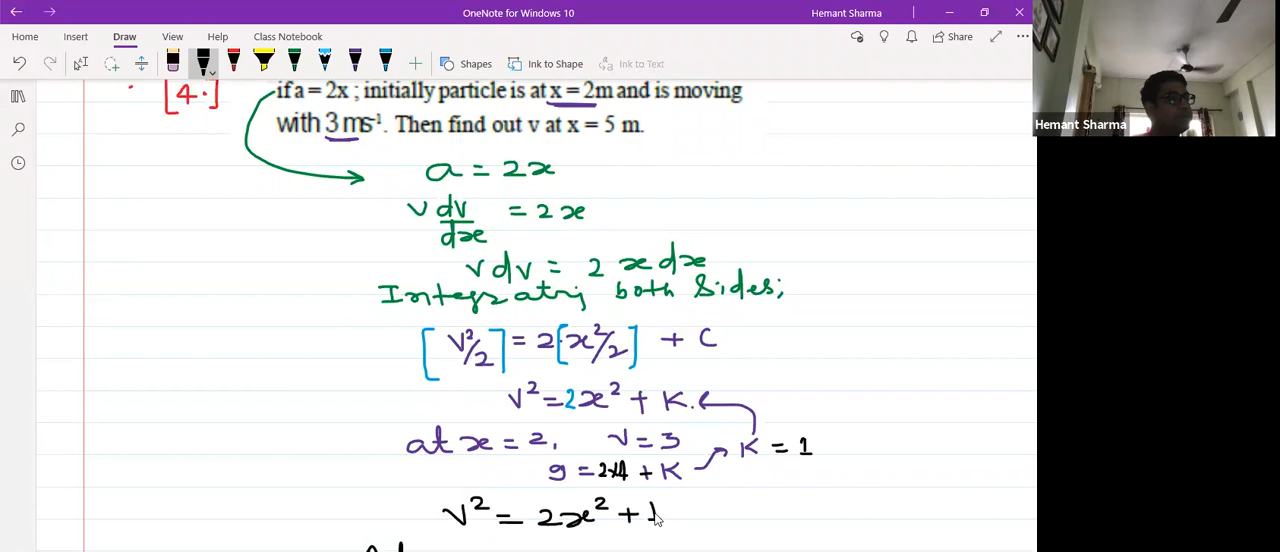 OneNote for Windows 10
Hemant Sharma
Home Insert Draw View Help Class Notebook
Share
Shapes Ink to Shape Ink to Text
[4.]
if a = 2x ; initially particle is at x = 2m and is moving
with 3 ms⁻¹. Then find out v at x = 5 m.
Hemant Sharma
a = 2x
v dv/dx = 2x
v dv = 2 x dx
Integrating both sides;
[v²/2] = 2[x²/2] + C
v² = 2x² + K.
at x = 2, v = 3
K = 1
9 = 2x4 + K
v² = 2x² + 1